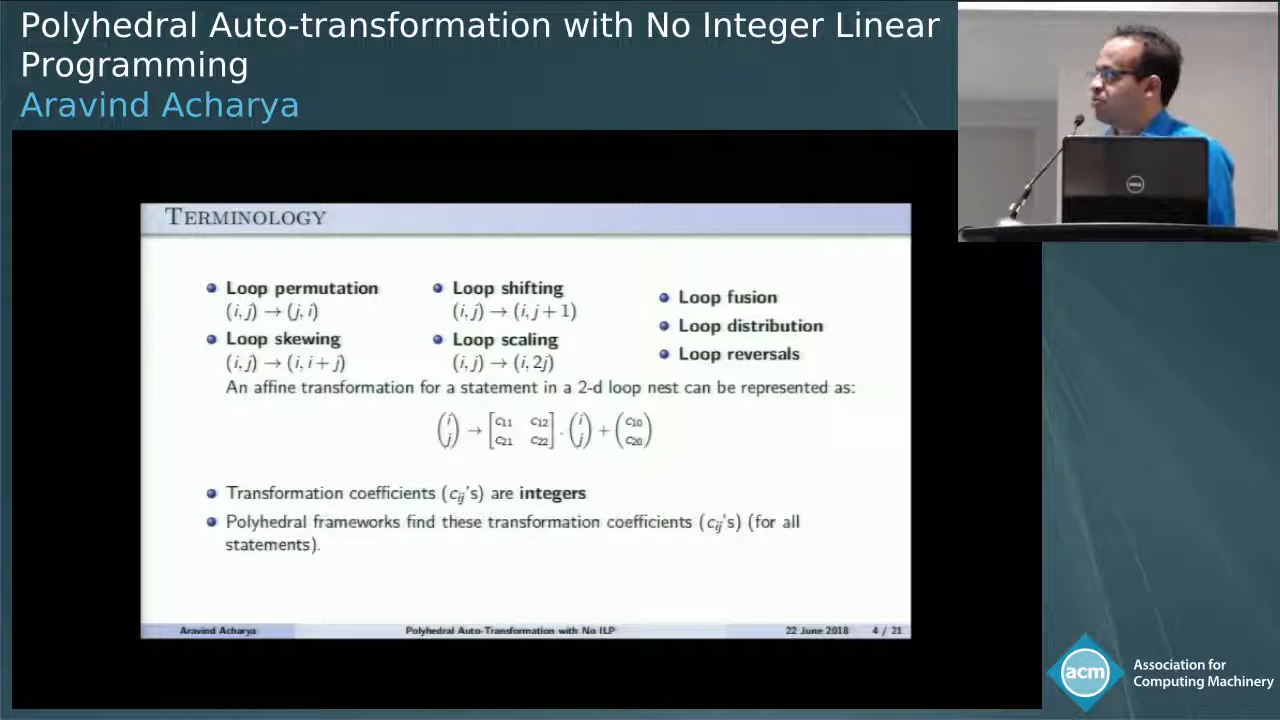 Polyhedral Auto-transformation with No Integer Linear
Programming
Aravind Acharya
TERMINOLOGY
Loop permutation
(i, j) → (j, i)
Loop skewing
(i, j) → (i, i + j)
Loop shifting
(i, j) → (i, j + 1)
Loop scaling
(i, j) → (i, 2j)
Loop fusion
Loop distribution
Loop reversals
An affine transformation for a statement in a 2-d loop nest can be represented as:
(i j) → [c11 c12 c21 c22] . (i j) + (c10 c20)
Transformation coefficients (cij's) are integers
Polyhedral frameworks find these transformation coefficients (cij's) (for all
statements).
Aravind Acharya
Polyhedral Auto-Transformation with No ILP
22 June 2018
4 / 21
DELL
acm
Association for
Computing Machinery